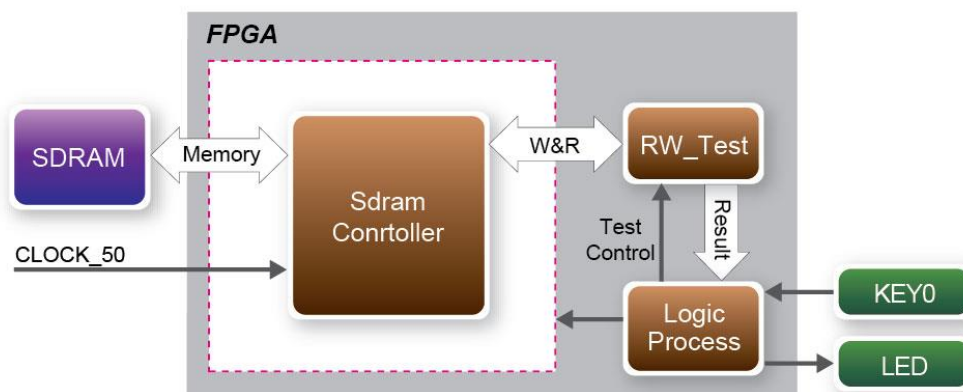 FPGA
SDRAM
Memory
Sdram
Conrtoller
W&R
RW_Test
CLOCK_50
Test
Control
Result
Logic
Process
KEY0
LED